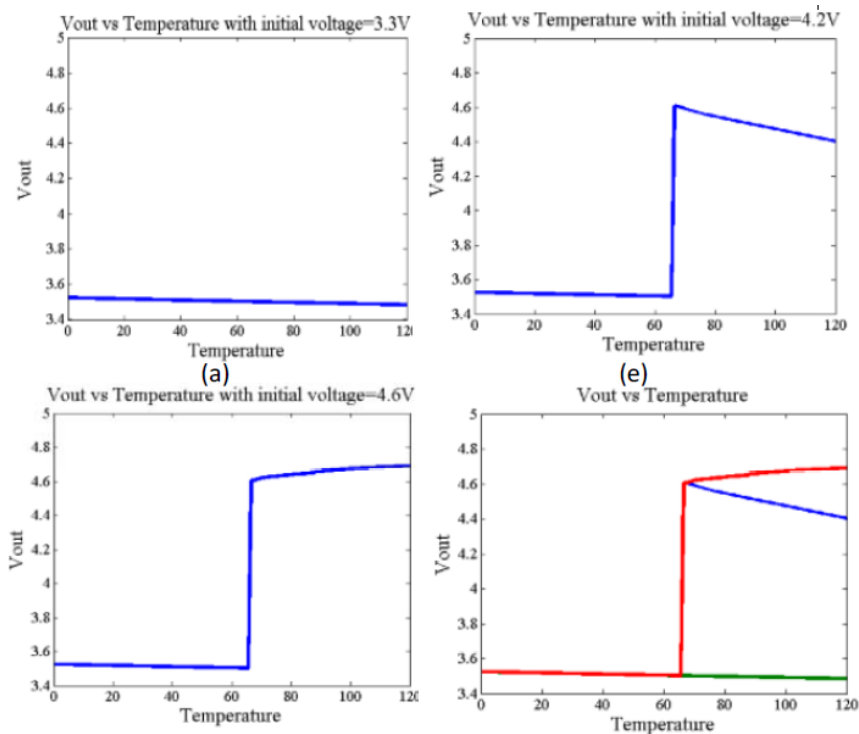 Vout vs Temperature with initial voltage=3.3V
5
4.8
4.6
4.4
4.2
4
3.8
3.6
3.4
Vout
0 20 40 60 80 100 120
Temperature
(a)
Vout vs Temperature with initial voltage=4.2V
5
4.8
4.6
4.4
4.2
4
3.8
3.6
3.4
Vout
0 20 40 60 80 100 120
Temperature
(e)
Vout vs Temperature with initial voltage=4.6V
5
4.8
4.6
4.4
4.2
4
3.8
3.6
3.4
Vout
0 20 40 60 80 100 120
Temperature
Vout vs Temperature
5
4.8
4.6
4.4
4.2
4
3.8
3.6
3.4
Vout
0 20 40 60 80 100 120
Temperature